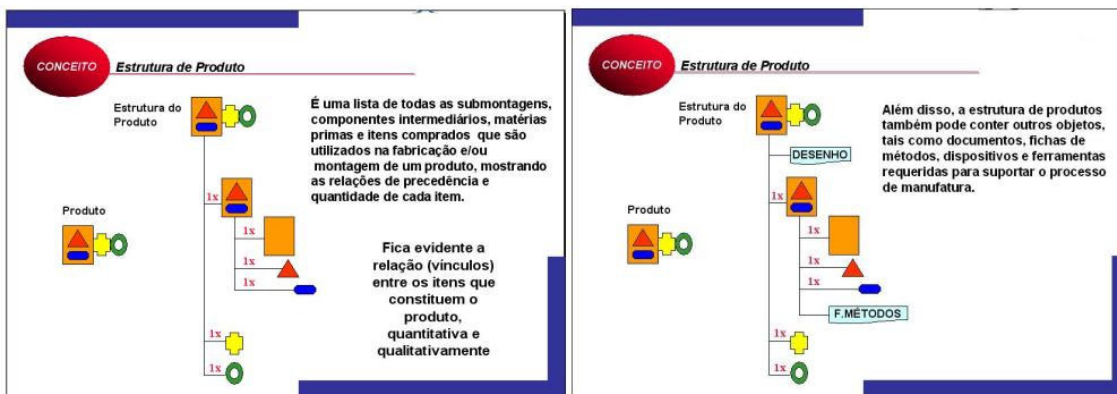 CONCEITO
Estrutura de Produto
Estrutura do
Produto
É uma lista de todas as submontagens,
componentes intermediários, matérias
primas e itens comprados que são
utilizados na fabricação e/ou
montagem de um produto, mostrando
as relações de precedência e
quantidade de cada item.
1x
Produto
1x
1x
1x
Fica evidente a
relação (vínculos)
entre os itens que
constituem o
produto,
quantitativa e
qualitativamente
1x
1x
CONCEITO
Estrutura de Produto
Estrutura do
Produto
Além disso, a estrutura de produtos
também pode conter outros objetos,
tais como documentos, fichas de
métodos, dispositivos e ferramentas
requeridas para suportar o processo
de manufatura.
DESENHO
1x
Produto
1x
1x
1x
F.MÉTODOS
1x
1x